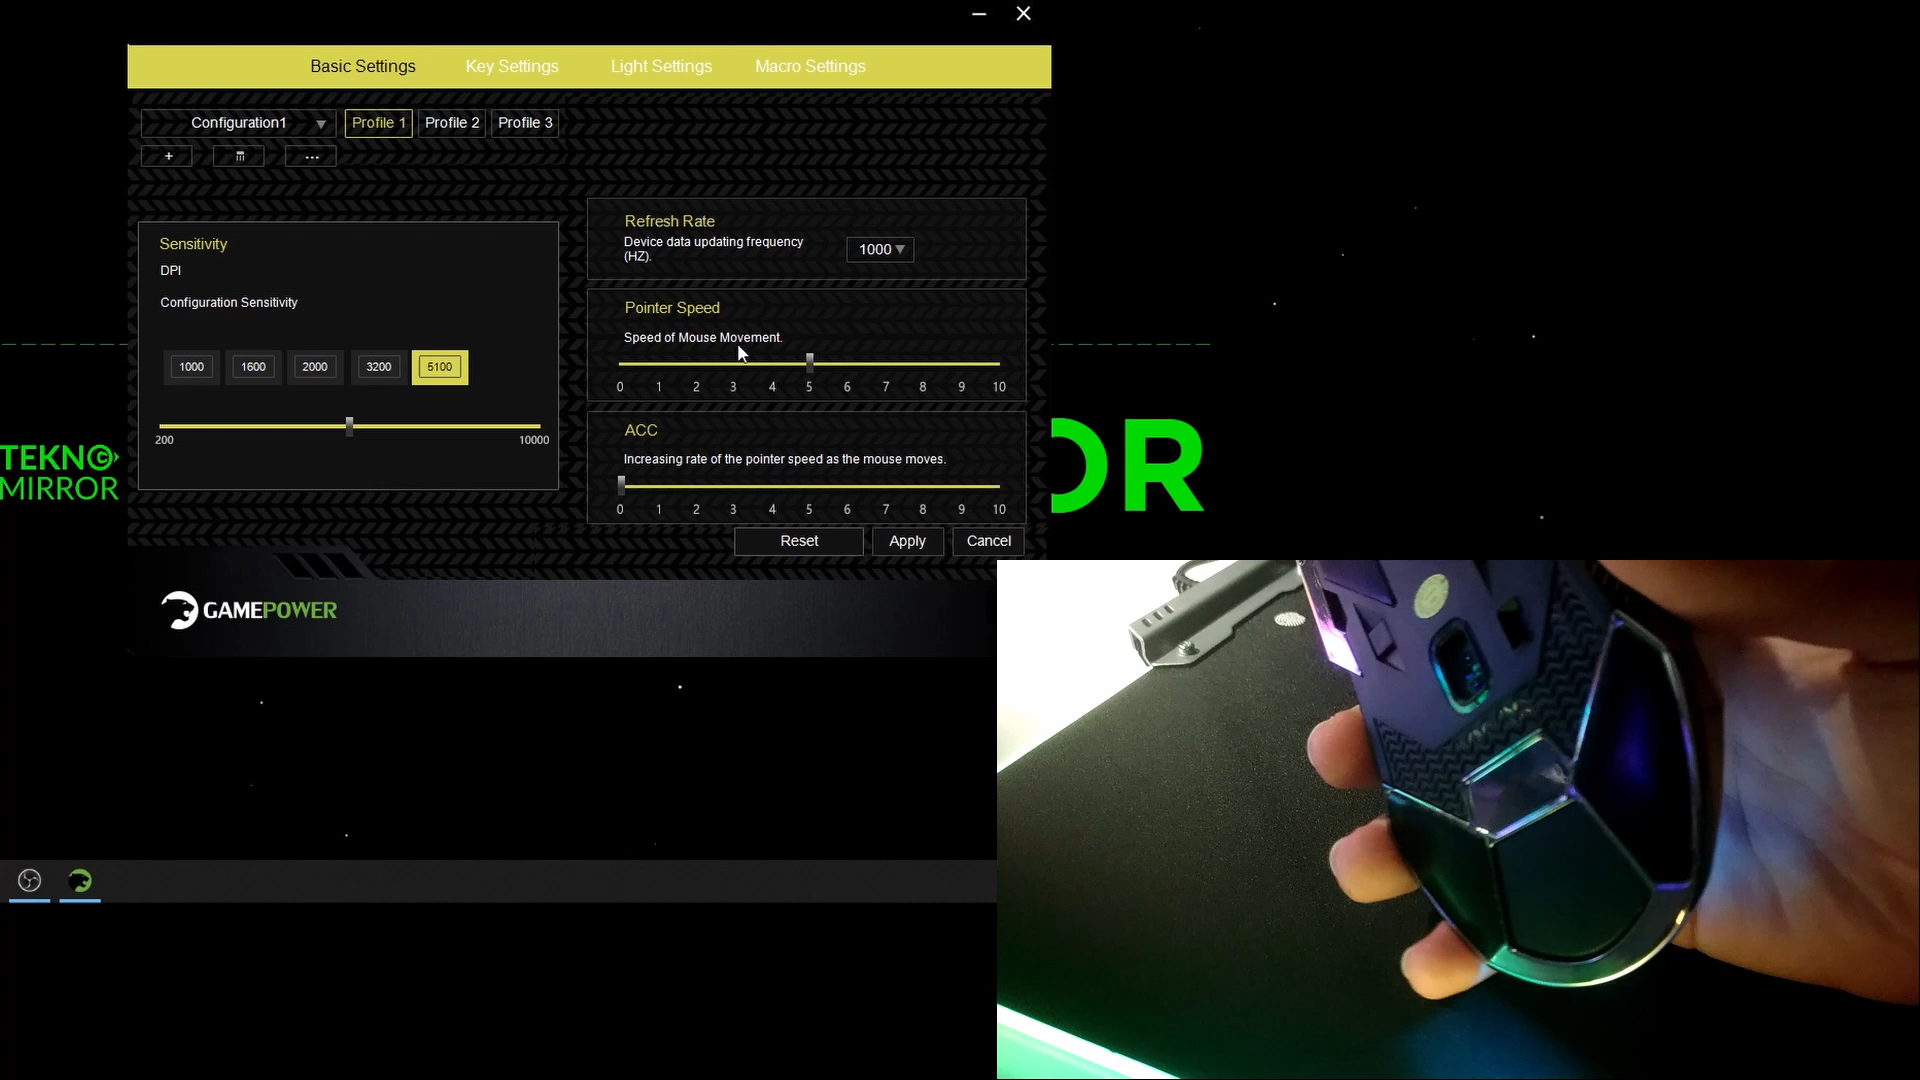 Basic Settings Key Settings Light Settings Macro Settings
Configuration1 Profile 1 Profile 2 Profile 3
+ ...
Sensitivity
DPI
Configuration Sensitivity
1000 1600 2000 3200 5100
200 10000
Refresh Rate
Device data updating frequency
(HZ).
1000
Pointer Speed
Speed of Mouse Movement.
0 1 2 3 4 5 6 7 8 9 10
ACC
Increasing rate of the pointer speed as the mouse moves.
0 1 2 3 4 5 6 7 8 9 10
Reset Apply Cancel
TEKNO
MIRROR
OR
GAMEPOWER